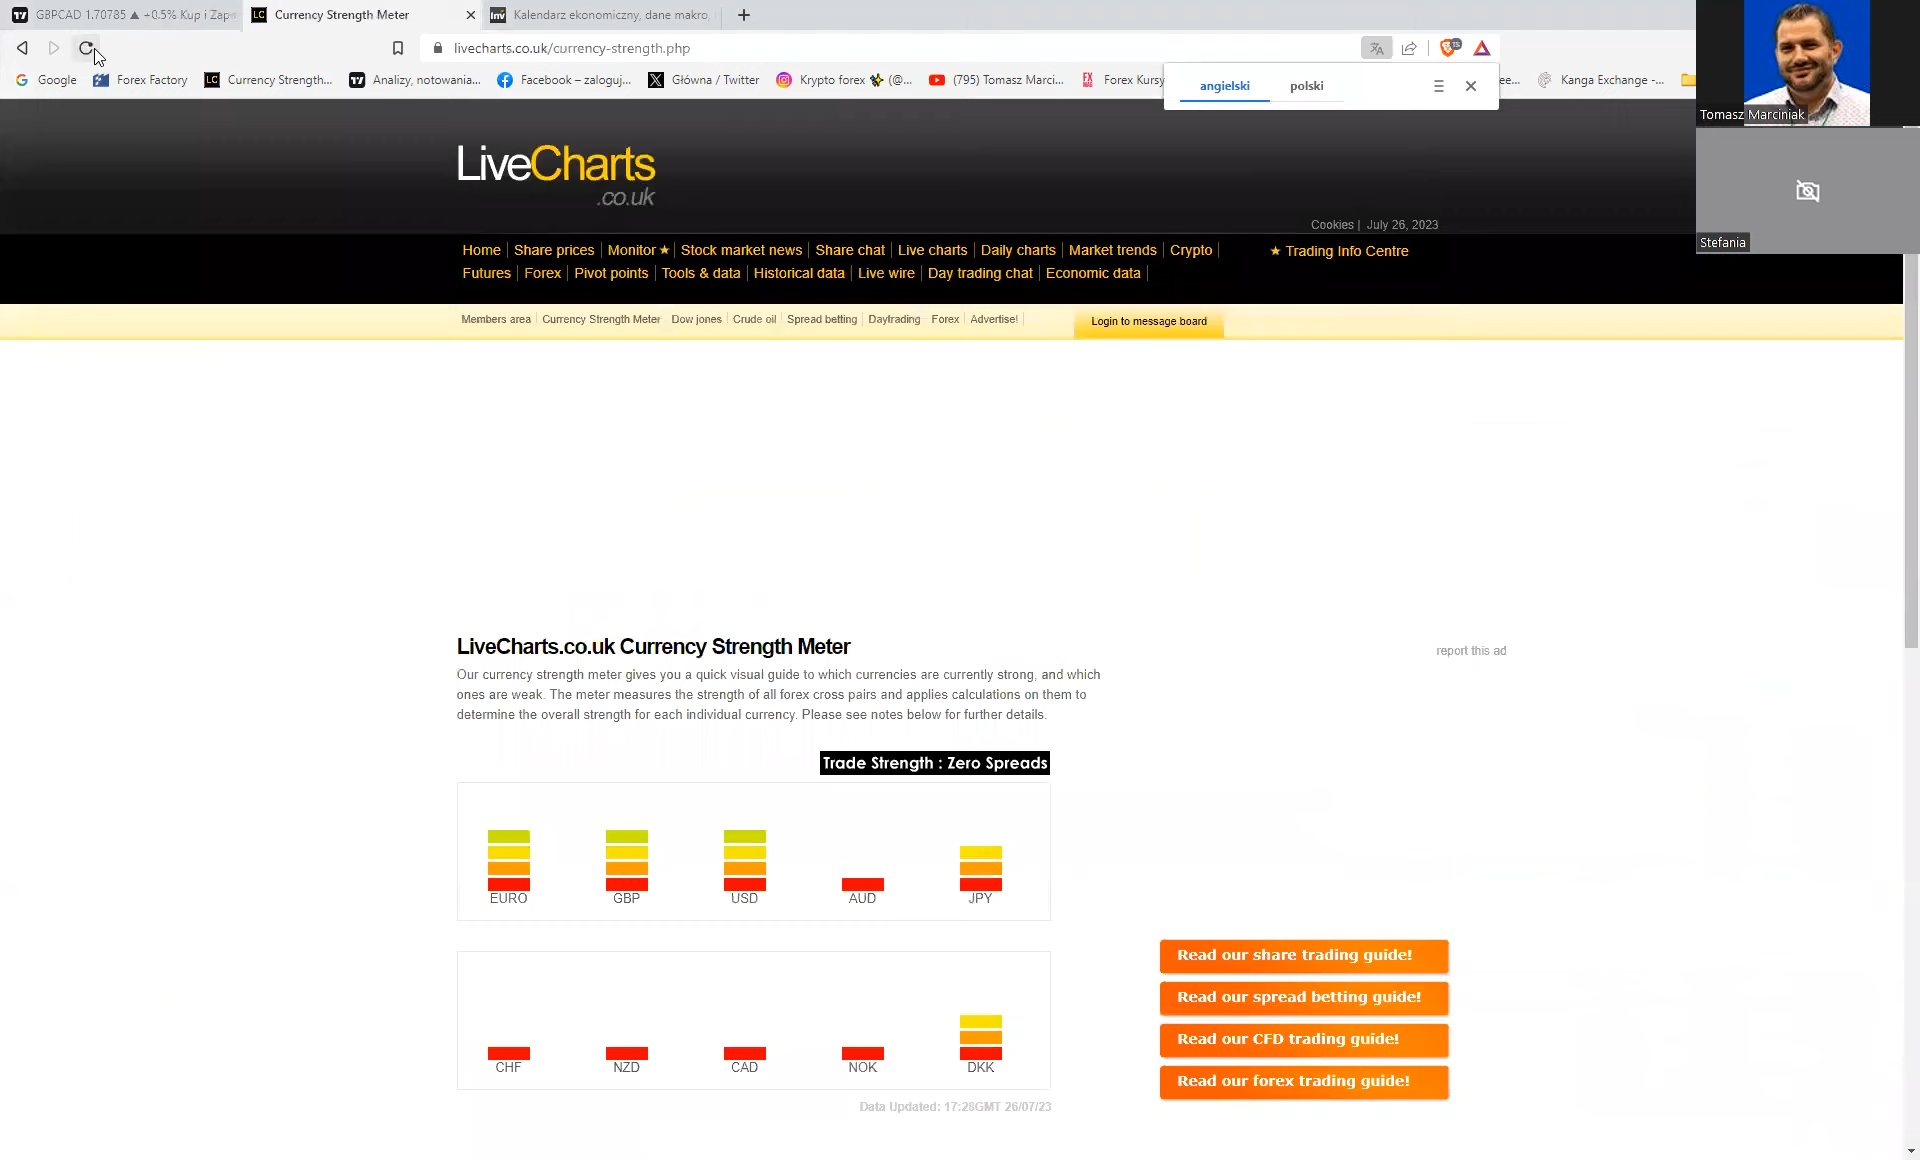 GBPCAD 1.70785 ▲ +0.5% Kup i Zap
Currency Strength Meter
Kalendarz ekonomiczny, dane makro,
livecharts.co.uk/currency-strength.php
Google
Forex Factory
Currency Strength...
Analizy, notowania...
Facebook – zaloguj...
Główna / Twitter
Krypto forex (@...
(795) Tomasz Marci...
Forex Kursy
ee...
Kanga Exchange -...
angielski
polski
Tomasz Marciniak
Stefania
LiveCharts
.co.uk
Cookies | July 26, 2023
Home | Share prices | Monitor ★ | Stock market news | Share chat | Live charts | Daily charts | Market trends | Crypto |
★ Trading Info Centre
Futures | Forex | Pivot points | Tools & data | Historical data | Live wire | Day trading chat | Economic data |
Members area | Currency Strength Meter | Dow jones | Crude oil | Spread betting | Daytrading | Forex | Advertise! |
Login to message board
LiveCharts.co.uk Currency Strength Meter
report this ad
Our currency strength meter gives you a quick visual guide to which currencies are currently strong, and which
ones are weak. The meter measures the strength of all forex cross pairs and applies calculations on them to
determine the overall strength for each individual currency. Please see notes below for further details.
Trade Strength : Zero Spreads
EURO GBP USD AUD JPY
CHF NZD CAD NOK DKK
Data Updated: 17:28GMT 26/07/23
Read our share trading guide!
Read our spread betting guide!
Read our CFD trading guide!
Read our forex trading guide!